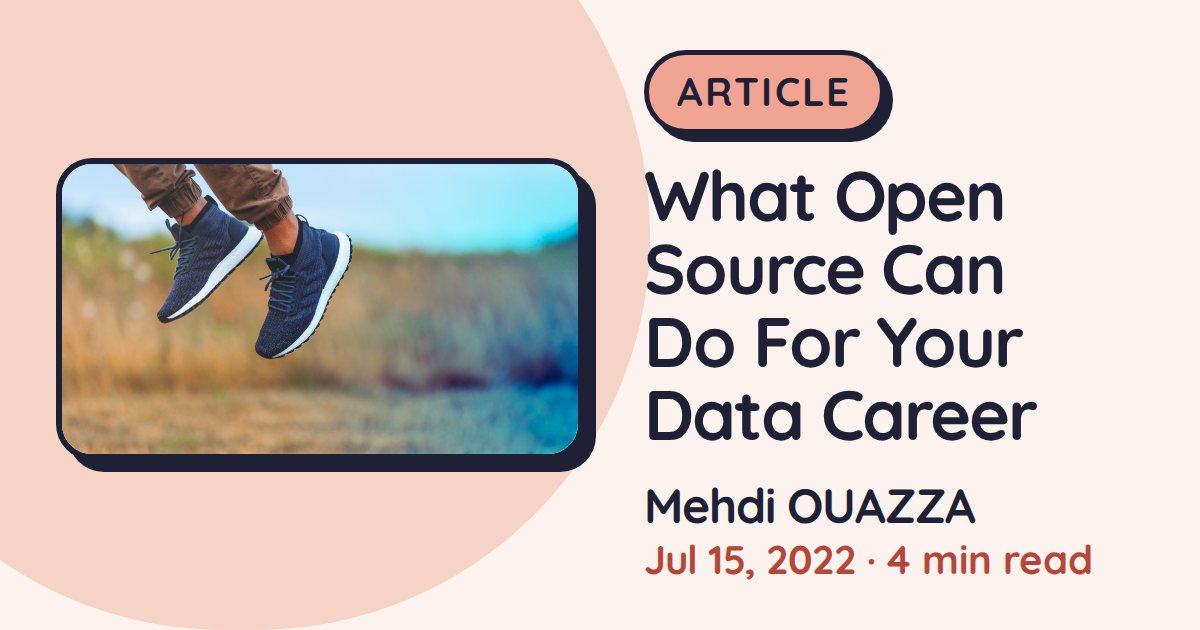 ARTICLE
What Open
Source Can
Do For Your
Data Career
Mehdi OUAZZA
Jul 15, 2022 · 4 min read